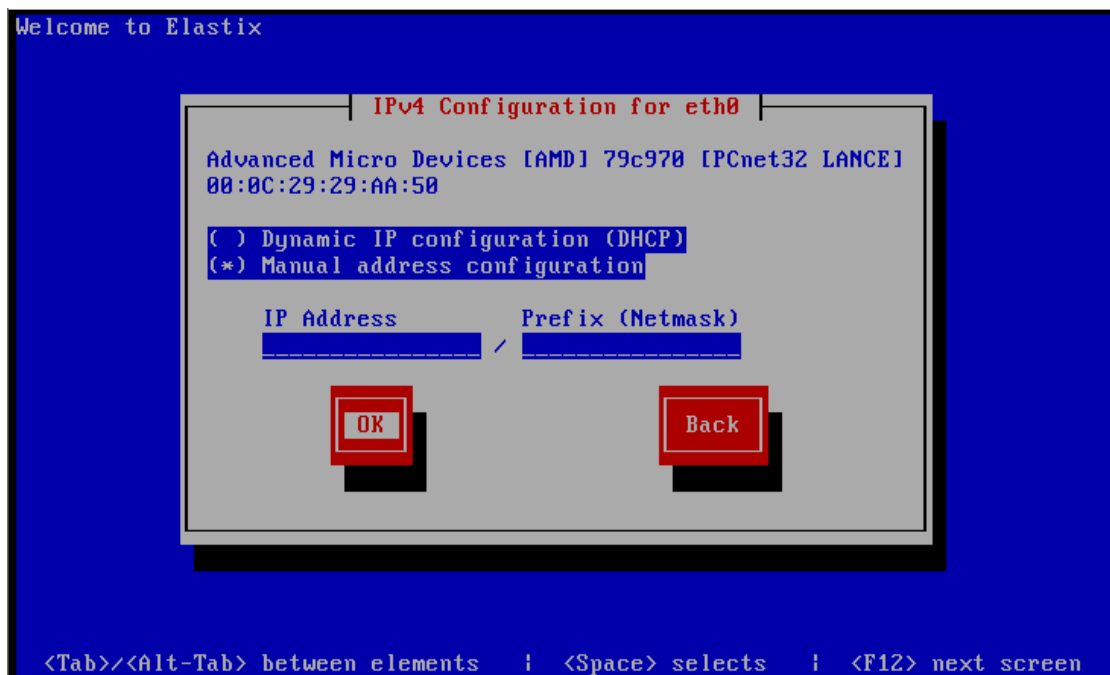 Welcome to Elastix
IPv4 Configuration for eth0
Advanced Micro Devices [AMD] 79c970 [PCnet32 LANCE]
00:0C:29:29:AA:50
( ) Dynamic IP configuration (DHCP)
(*) Manual address configuration
IP Address Prefix (Netmask)
________________ / ________________
OK Back
<Tab>/<Alt-Tab> between elements | <Space> selects | <F12> next screen